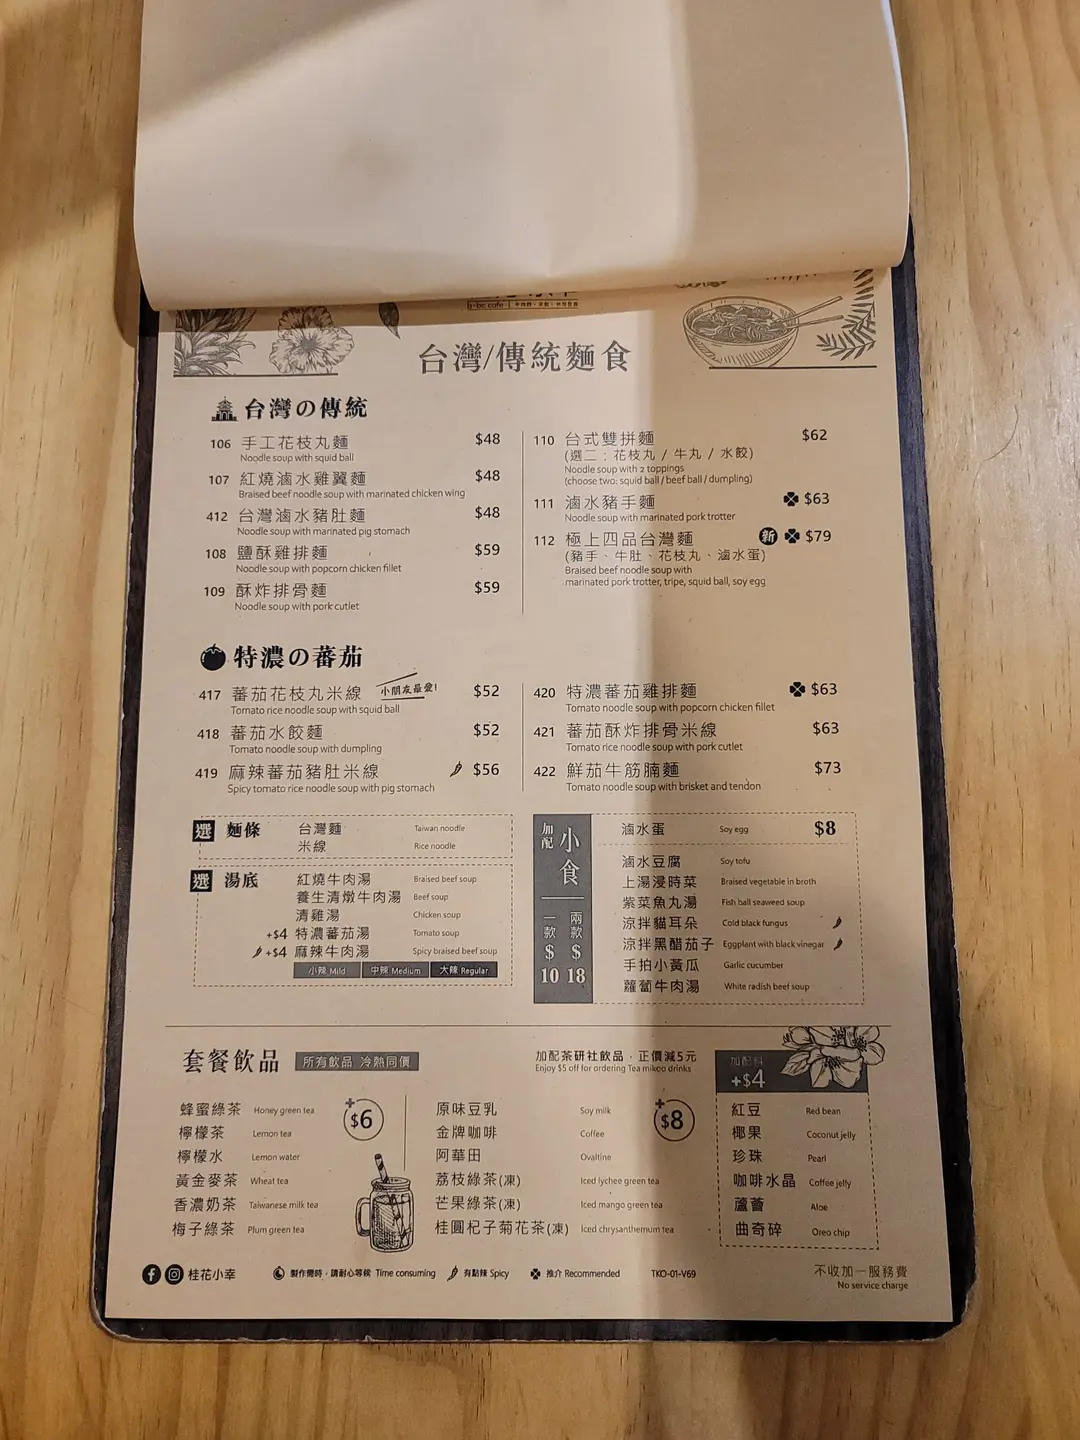 台灣/傳統麵食
台灣の傳統
106 手工花枝丸麵 $48
Noodle soup with squid ball
107 紅燒滷水雞翼麵 $48
Braised beef noodle soup with marinated chicken wing
412 台灣滷水豬肚麵 $48
Noodle soup with marinated pig stomach
108 鹽酥雞排麵 $59
Noodle soup with popcorn chicken fillet
109 酥炸排骨麵 $59
Noodle soup with pork cutlet
110 台式雙拼麵 $62
(選二：花枝丸 / 牛丸 / 水餃)
Noodle soup with 2 toppings
(choose two: squid ball / beef ball / dumpling)
111 滷水豬手麵 $63
Noodle soup with marinated pork trotter
112 極上四品台灣麵 新 $79
(豬手、牛肚、花枝丸、滷水蛋)
Braised beef noodle soup with
marinated pork trotter, tripe, squid ball, soy egg
特濃の蕃茄
417 蕃茄花枝丸米線 小朋友最愛! $52
Tomato rice noodle soup with squid ball
418 蕃茄水餃麵 $52
Tomato noodle soup with dumpling
419 麻辣蕃茄豬肚米線 $56
Spicy tomato rice noodle soup with pig stomach
420 特濃蕃茄雞排麵 $63
Tomato noodle soup with popcorn chicken fillet
421 蕃茄酥炸排骨米線 $63
Tomato rice noodle soup with pork cutlet
422 鮮茄牛筋腩麵 $73
Tomato noodle soup with brisket and tendon
選 麵條 台灣麵 Taiwan noodle
米線 Rice noodle
選 湯底 紅燒牛肉湯 Braised beef soup
養生清燉牛肉湯 Beef soup
清雞湯 Chicken soup
+$4 特濃蕃茄湯 Tomato soup
+$4 麻辣牛肉湯 Spicy braised beef soup
小辣 Mild 中辣 Medium 大辣 Regular
加配 小食
一款 $10
兩款 $18
滷水蛋 Soy egg $8
滷水豆腐 Soy tofu
上湯浸時菜 Braised vegetable in broth
紫菜魚丸湯 Fish ball seaweed soup
涼拌貓耳朵 Cold black fungus
涼拌黑醋茄子 Eggplant with black vinegar
手拍小黃瓜 Garlic cucumber
蘿蔔牛肉湯 White radish beef soup
套餐飲品 所有飲品 冷熱同價
加配茶研社飲品，正價減5元
Enjoy $5 off for ordering Tea mikoo drinks
+$6
蜂蜜綠茶 Honey green tea
檸檬茶 Lemon tea
檸檬水 Lemon water
黃金麥茶 Wheat tea
香濃奶茶 Taiwanese milk tea
梅子綠茶 Plum green tea
+$8
原味豆乳 Soy milk
金牌咖啡 Coffee
阿華田 Ovaltine
荔枝綠茶(凍) Iced lychee green tea
芒果綠茶(凍) Iced mango green tea
桂圓杞子菊花茶(凍) Iced chrysanthemum tea
加配料
+$4
紅豆 Red bean
椰果 Coconut jelly
珍珠 Pearl
咖啡水晶 Coffee jelly
蘆薈 Aloe
曲奇碎 Oreo chip
桂花小幸 製作需時，請耐心等候 Time consuming 有點辣 Spicy 推介 Recommended TKO-01-V69 不收加一服務費
No service charge